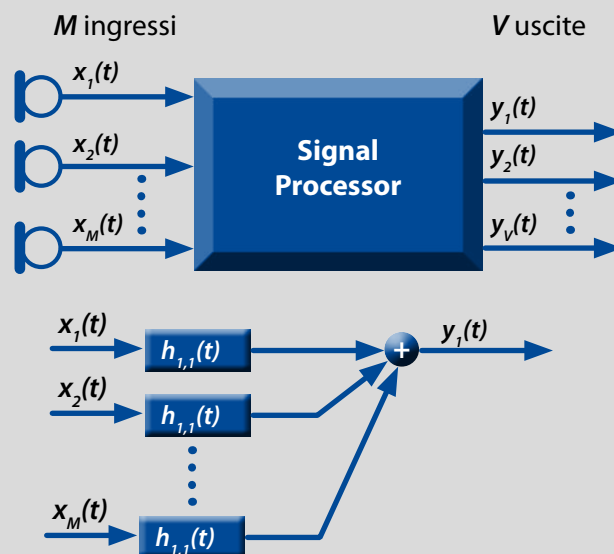 M ingressi
V uscite
x1(t)
x2(t)
xM(t)
Signal
Processor
y1(t)
y2(t)
yV(t)
x1(t)
h1,1(t)
+
y1(t)
x2(t)
h1,1(t)
xM(t)
h1,1(t)